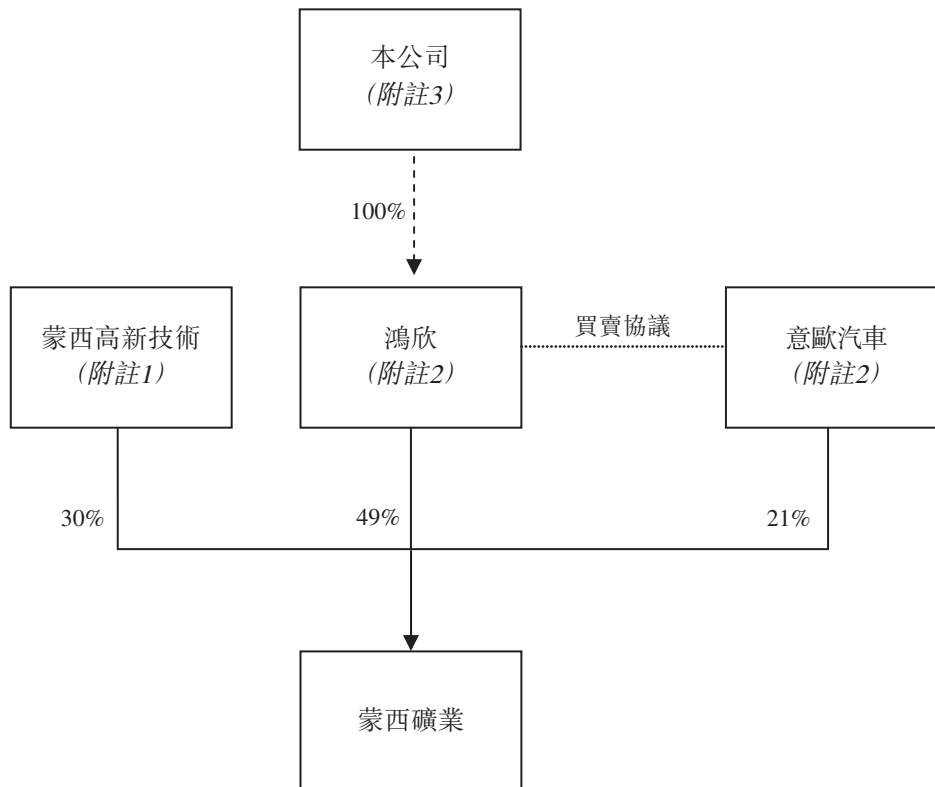 本公司
(附註3)
100%
蒙西高新技術
(附註1)
鴻欣
(附註2)
買賣協議
意歐汽車
(附註2)
30%
49%
21%
蒙西礦業